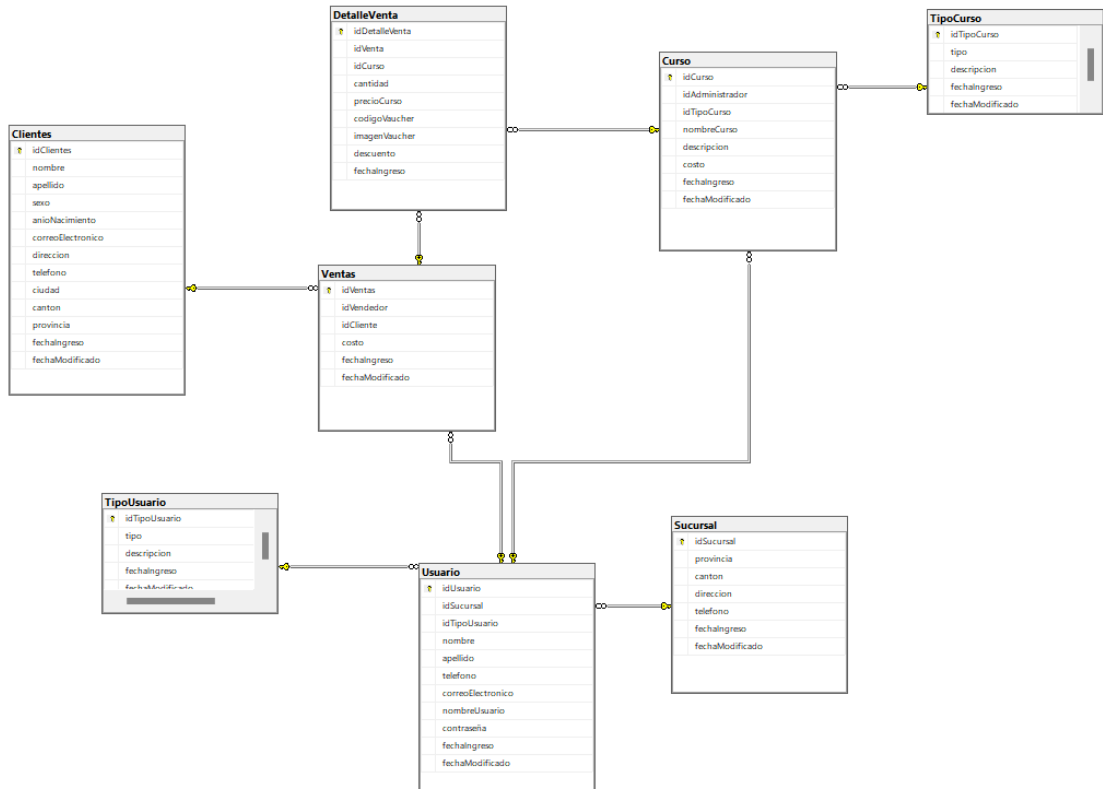 DetalleVenta
idDetalleVenta
idVenta
idCurso
cantidad
precioCurso
codigoVaucher
imagenVaucher
descuento
fechaIngreso
TipoCurso
idTipoCurso
tipo
descripcion
fechaIngreso
fechaModificado
Curso
idCurso
idAdministrador
idTipoCurso
nombreCurso
descripcion
costo
fechaIngreso
fechaModificado
Clientes
idClientes
nombre
apellido
sexo
anioNacimiento
correoElectronico
direccion
telefono
ciudad
canton
provincia
fechaIngreso
fechaModificado
Ventas
idVentas
idVendedor
idCliente
costo
fechaIngreso
fechaModificado
TipoUsuario
idTipoUsuario
tipo
descripcion
fechaIngreso
fechaModificado
Sucursal
idSucursal
provincia
canton
direccion
telefono
fechaIngreso
fechaModificado
Usuario
idUsuario
idSucursal
idTipoUsuario
nombre
apellido
telefono
correoElectronico
nombreUsuario
contraseña
fechaIngreso
fechaModificado